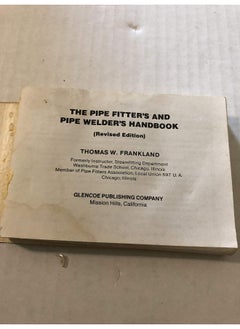 THE PIPE FITTER'S AND
PIPE WELDER'S HANDBOOK
(Revised Edition)
THOMAS W. FRANKLAND
Formerly Instructor, Steamfitting Department
Washburne Trade School, Chicago, Illinois
Member of Pipe Fitters Association, Local Union 597 U.A.
Chicago, Illinois
GLENCOE PUBLISHING COMPANY
Mission Hills, California